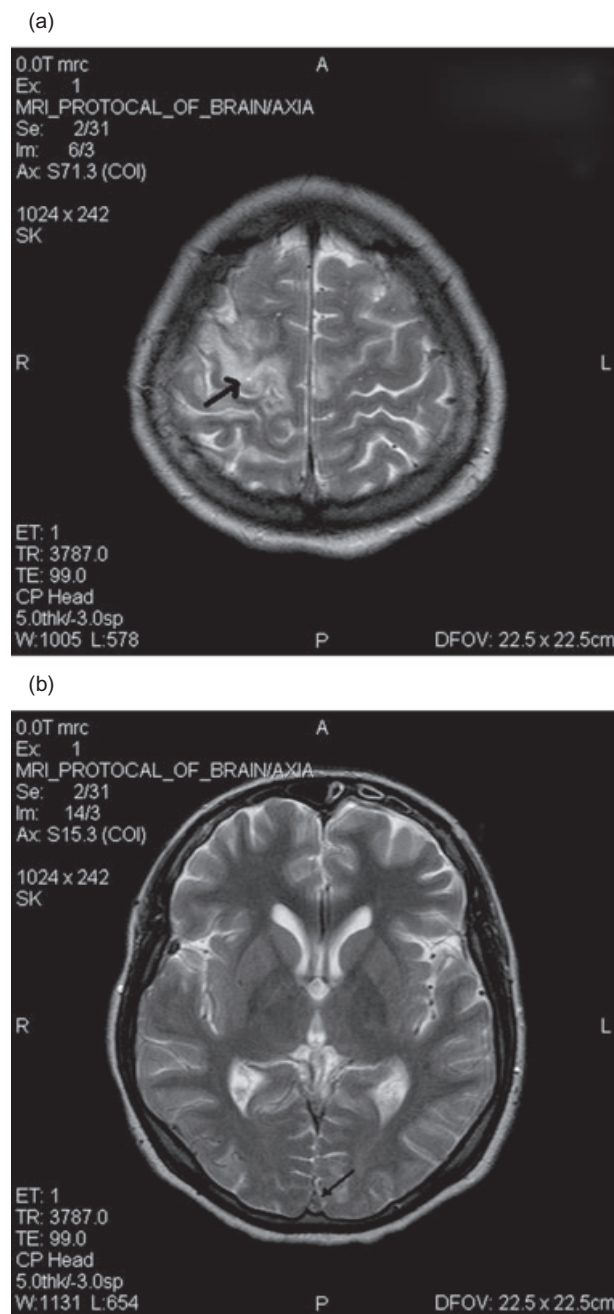 (a)
0.0T mrc
Ex: 1
MRI_PROTOCAL_OF_BRAIN/AXIA
Se: 2/31
Im: 6/3
Ax: S71.3 (COI)
1024 x 242
SK
A
R
L
ET: 1
TR: 3787.0
TE: 99.0
CP Head
5.0thk/-3.0sp
W:1005 L:578
P
DFOV: 22.5 x 22.5cm
(b)
0.0T mrc
Ex: 1
MRI_PROTOCAL_OF_BRAIN/AXIA
Se: 2/31
Im: 14/3
Ax: S15.3 (COI)
1024 x 242
SK
A
R
L
ET: 1
TR: 3787.0
TE: 99.0
CP Head
5.0thk/-3.0sp
W:1131 L:654
P
DFOV: 22.5 x 22.5cm